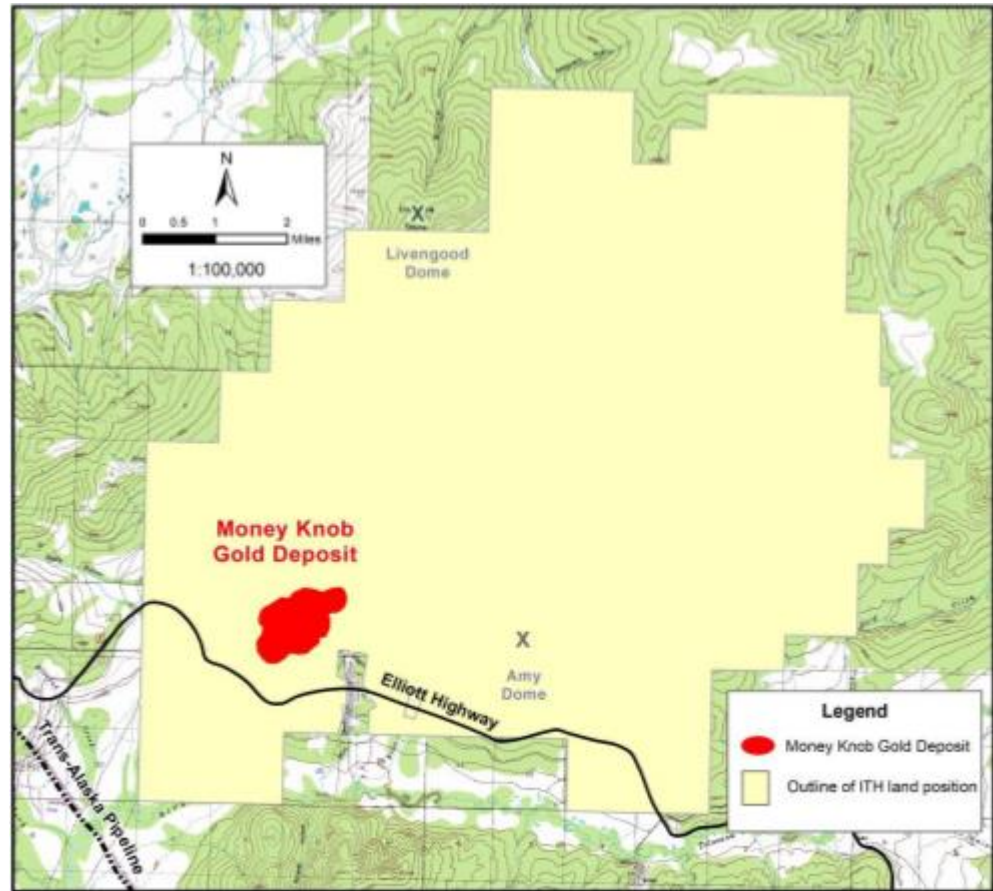 N
0 0.5 1 2
Miles
1:100,000
X
Livengood
Dome
Money Knob
Gold Deposit
X
Amy
Dome
Elliott Highway
Trans-Alaska Pipeline
Legend
Money Knob Gold Deposit
Outline of ITH land position